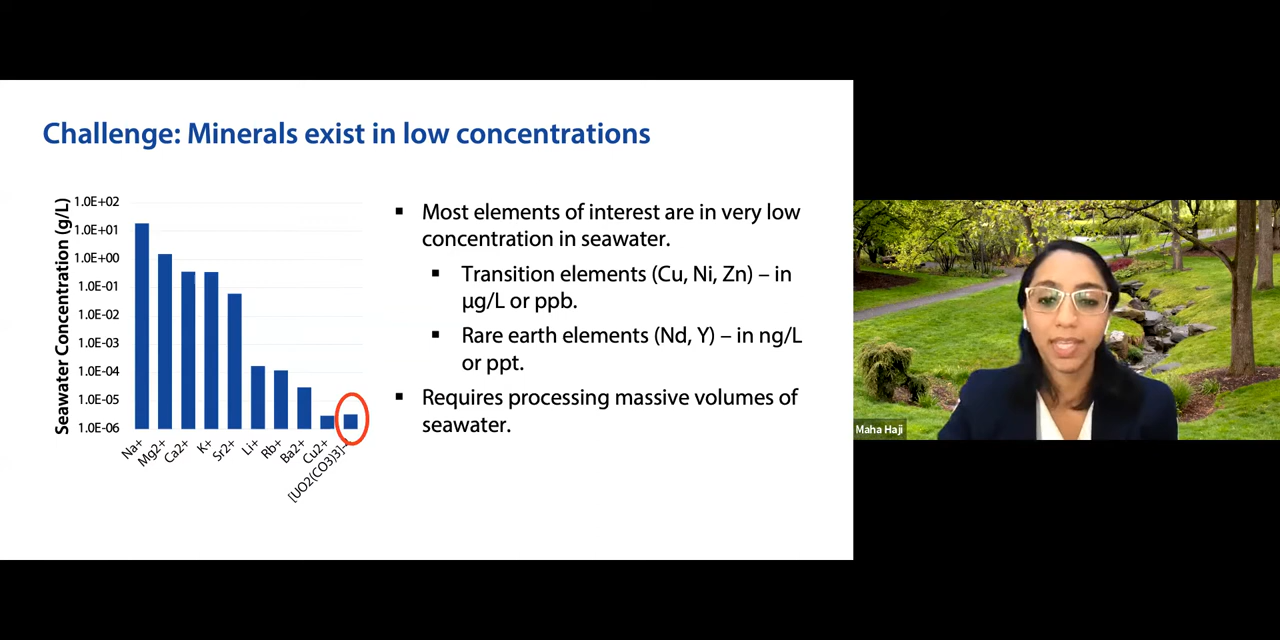 Challenge: Minerals exist in low concentrations
Seawater Concentration (g/L)
1.0E+02
1.0E+01
1.0E+00
1.0E-01
1.0E-02
1.0E-03
1.0E-04
1.0E-05
1.0E-06
Na+
Mg2+
Ca2+
K+
Sr2+
Li+
Rb+
Ba2+
Cu2+
[UO2(CO3)3]-
▪ Most elements of interest are in very low
concentration in seawater.
▪ Transition elements (Cu, Ni, Zn) – in
µg/L or ppb.
▪ Rare earth elements (Nd, Y) – in ng/L
or ppt.
▪ Requires processing massive volumes of
seawater.
Maha Haji